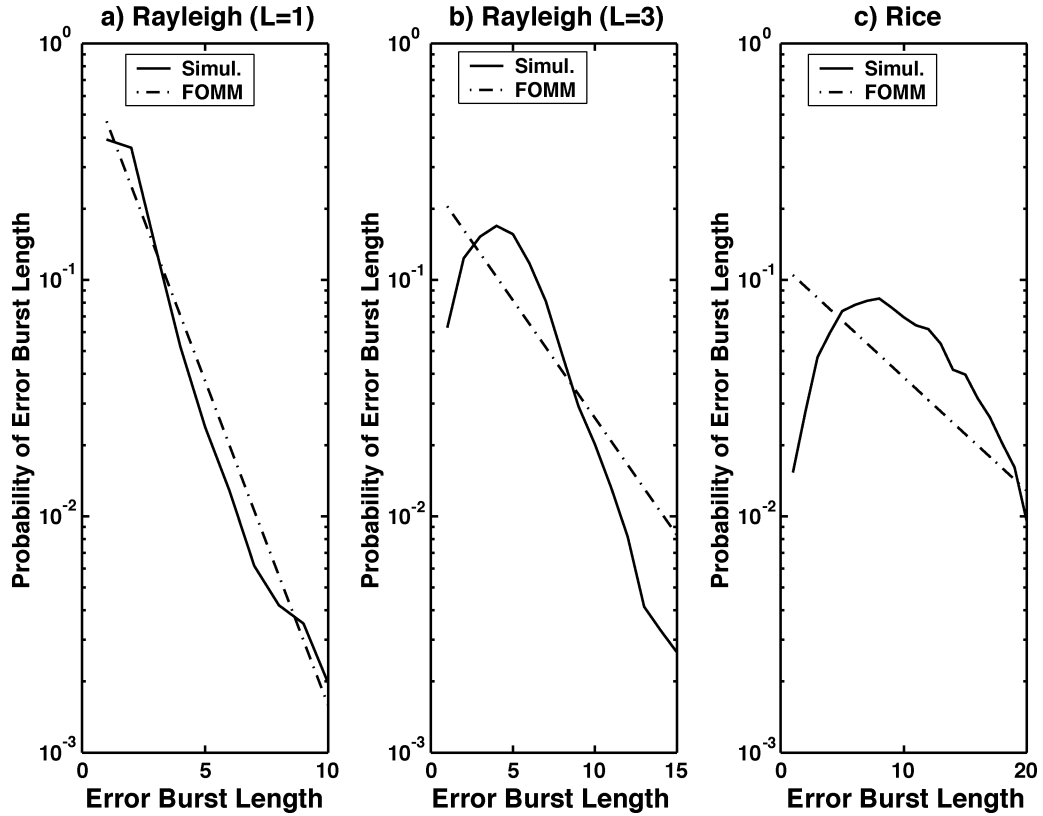 a) Rayleigh (L=1)
Simul.
FOMM
10^0
10^-1
10^-2
10^-3
0 5 10
Probability of Error Burst Length
Error Burst Length
b) Rayleigh (L=3)
Simul.
FOMM
10^0
10^-1
10^-2
10^-3
0 5 10 15
Probability of Error Burst Length
Error Burst Length
c) Rice
Simul.
FOMM
10^0
10^-1
10^-2
10^-3
0 10 20
Probability of Error Burst Length
Error Burst Length